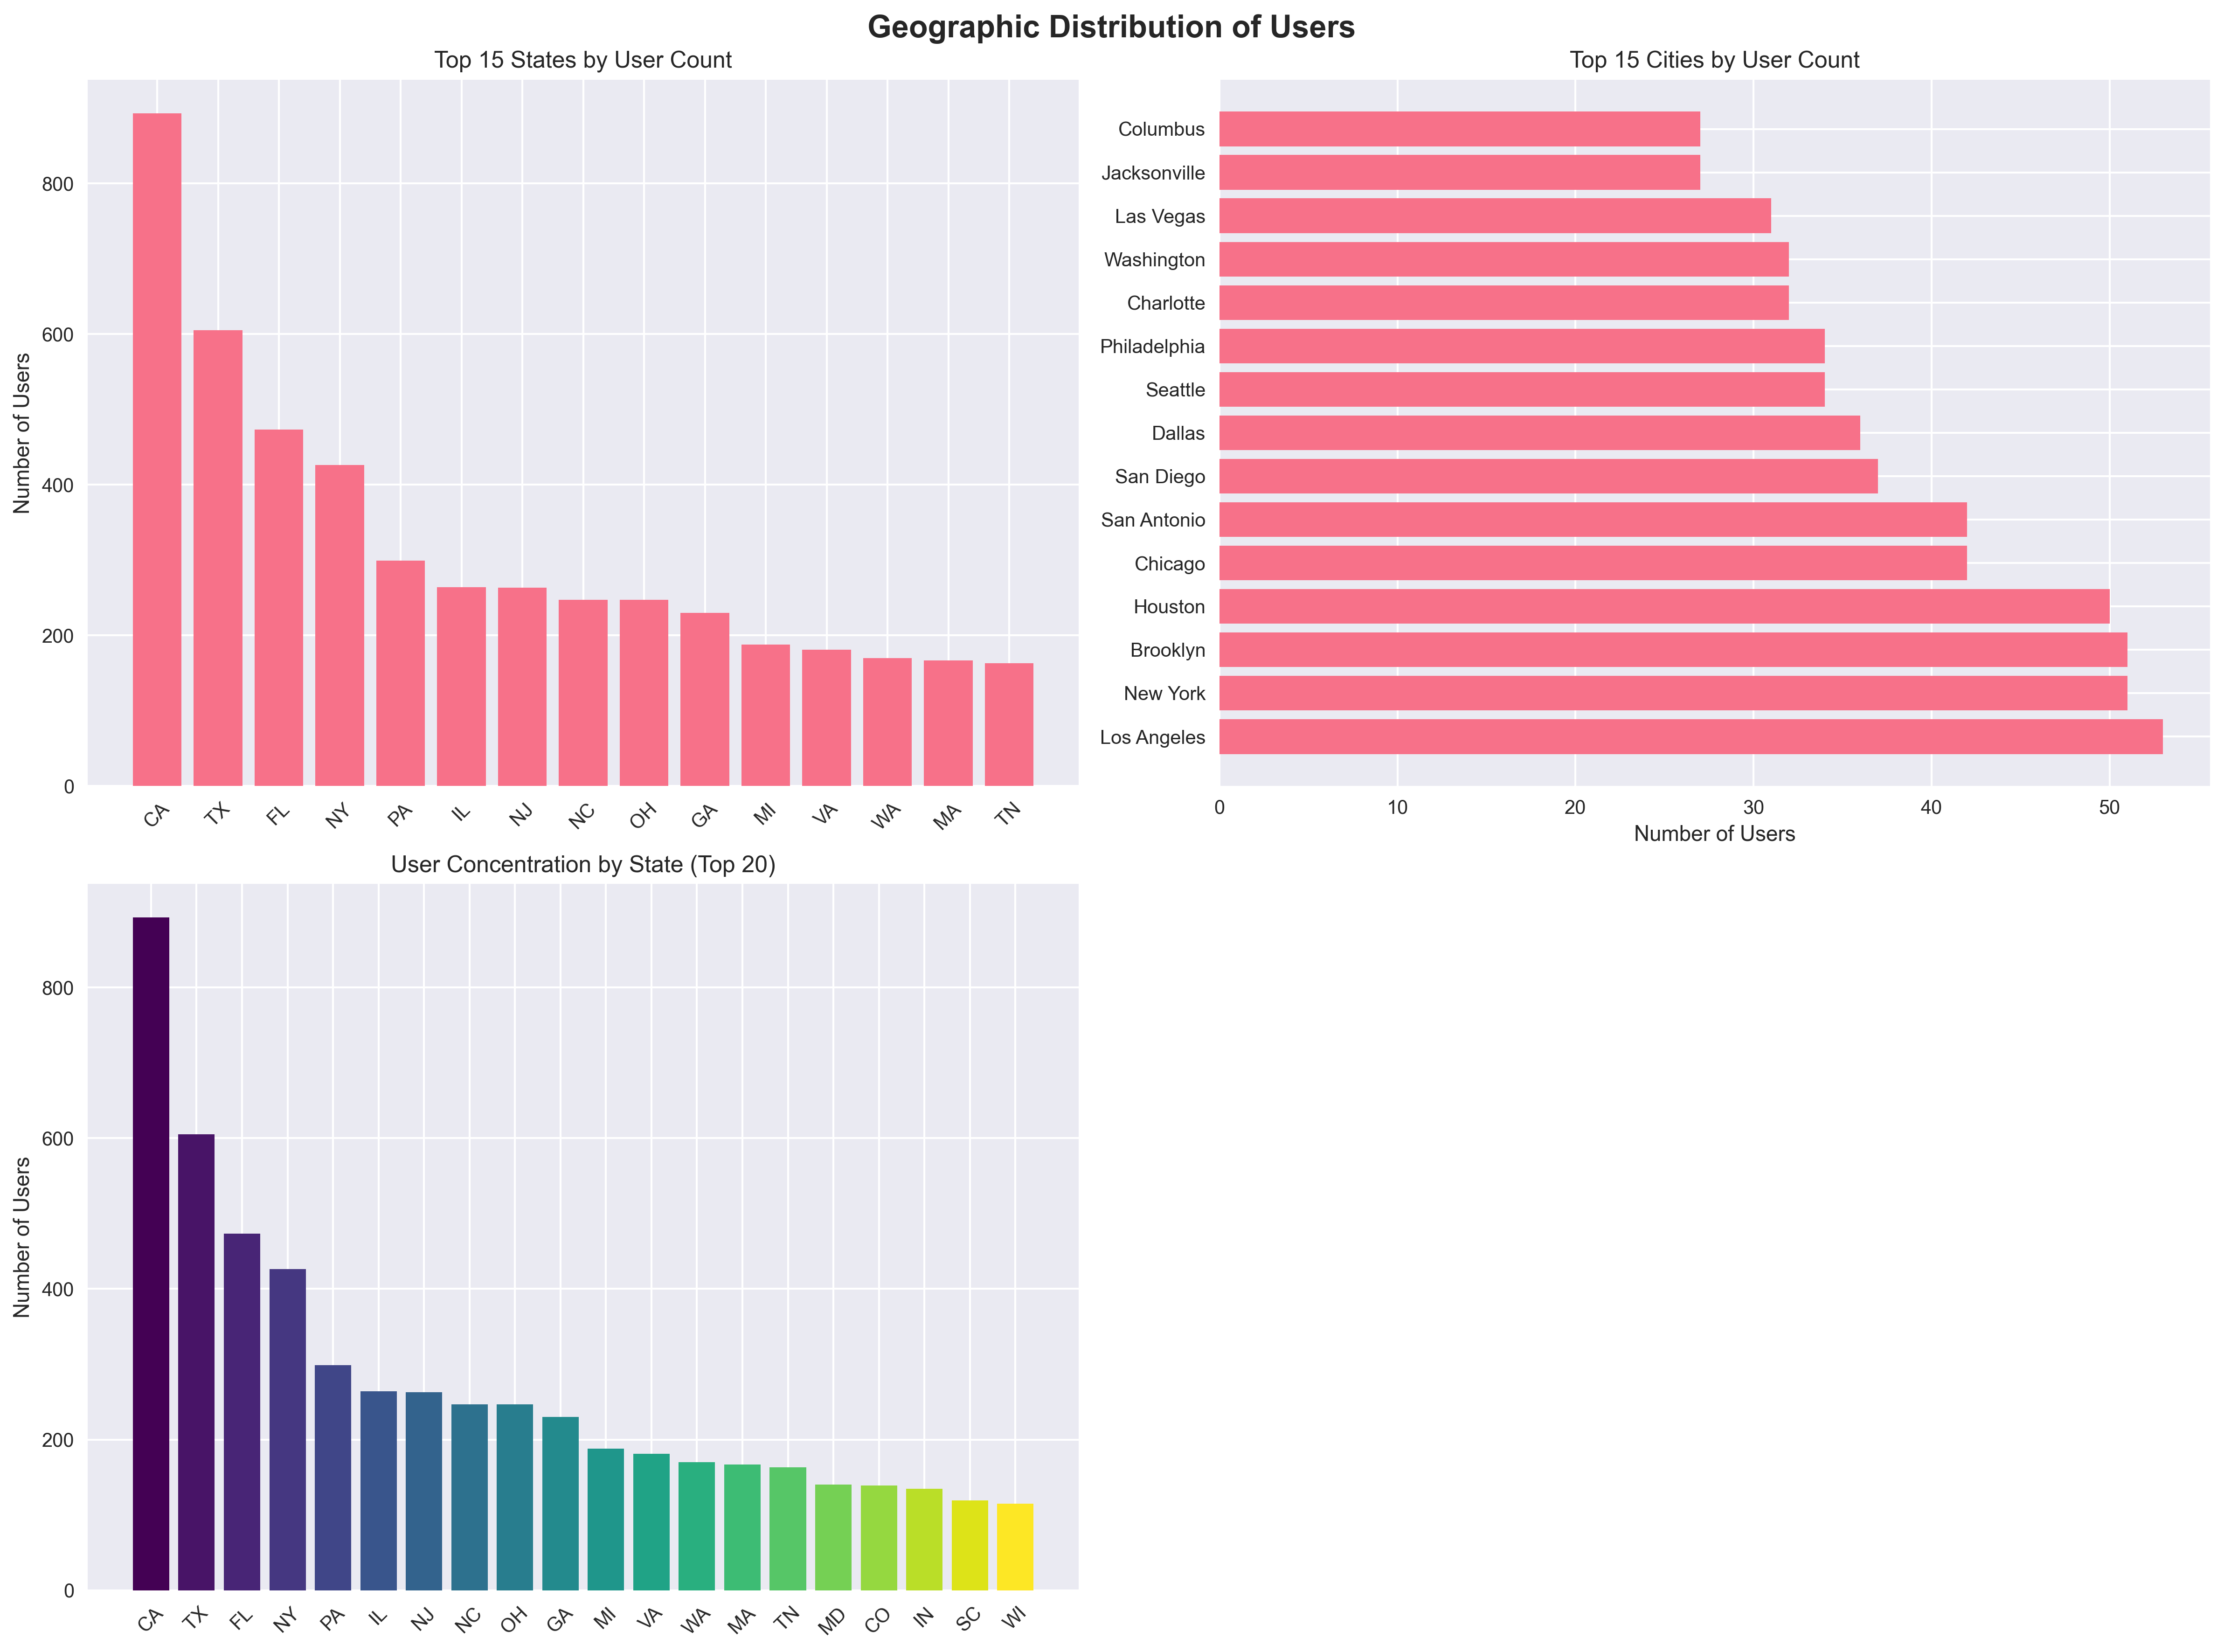 Geographic Distribution of Users
Top 15 States by User Count
Number of Users
800
600
400
200
0
CA TX FL NY PA IL NJ NC OH GA MI VA WA MA TN
Top 15 Cities by User Count
Columbus
Jacksonville
Las Vegas
Washington
Charlotte
Philadelphia
Seattle
Dallas
San Diego
San Antonio
Chicago
Houston
Brooklyn
New York
Los Angeles
0 10 20 30 40 50
Number of Users
User Concentration by State (Top 20)
Number of Users
800
600
400
200
0
CA TX FL NY PA IL NJ NC OH GA MI VA WA MA TN MD CO IN SC WI